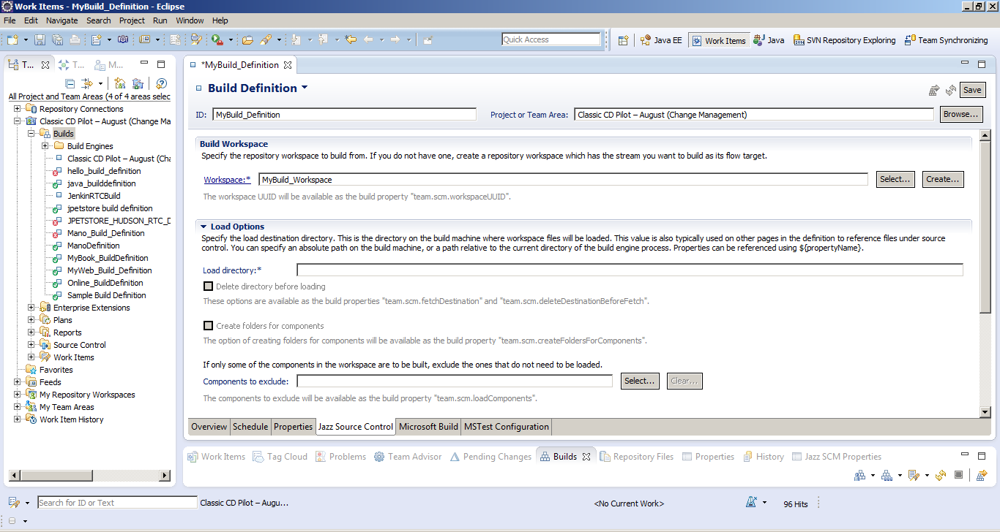 Work Items - MyBuild_Definition - Eclipse
File Edit Navigate Search Project Run Window Help
Quick Access
Java EE Work Items Java SVN Repository Exploring Team Synchronizing
T... T... M...
All Project and Team Areas (4 of 4 areas selec
Repository Connections
Classic CD Pilot – August (Change Ma
Builds
Build Engines
Classic CD Pilot – August (Cha
hello_build_definition
java_builddefinition
JenkinRTCBuild
jpetstore build definition
JPETSTORE_HUDSON_RTC_D
Mano_Build_Definition
ManoDefinition
MyBook_BuildDefinition
MyWeb_Build_Definition
Online_BuildDefinition
Sample Build Definition
Enterprise Extensions
Plans
Reports
Source Control
Work Items
Favorites
Feeds
My Repository Workspaces
My Team Areas
Work Item History
*MyBuild_Definition
Build Definition
Save
ID: MyBuild_Definition Project or Team Area: Classic CD Pilot – August (Change Management) Browse...
Build Workspace
Specify the repository workspace to build from. If you do not have one, create a repository workspace which has the stream you want to build as its flow target.
Workspace:* MyBuild_Workspace Select... Create...
The workspace UUID will be available as the build property "team.scm.workspaceUUID".
Load Options
Specify the load destination directory. This is the directory on the build machine where workspace files will be loaded. This value is also typically used on other pages in the definition to reference files under source
control. You can specify an absolute path on the build machine, or a path relative to the current directory of the build engine process. Properties can be referenced using ${propertyName}.
Load directory:*
Delete directory before loading
These options are available as the build properties "team.scm.fetchDestination" and "team.scm.deleteDestinationBeforeFetch".
Create folders for components
The option of creating folders for components will be available as the build property "team.scm.createFoldersForComponents".
If only some of the components in the workspace are to be built, exclude the ones that do not need to be loaded.
Components to exclude: Select... Clear...
The components to exclude will be available as the build property "team.scm.loadComponents".
Overview Schedule Properties Jazz Source Control Microsoft Build MSTest Configuration
Work Items Tag Cloud Problems Team Advisor Pending Changes Builds Repository Files Properties History Jazz SCM Properties
Search for ID or Text Classic CD Pilot – Augu... <No Current Work> 96 Hits